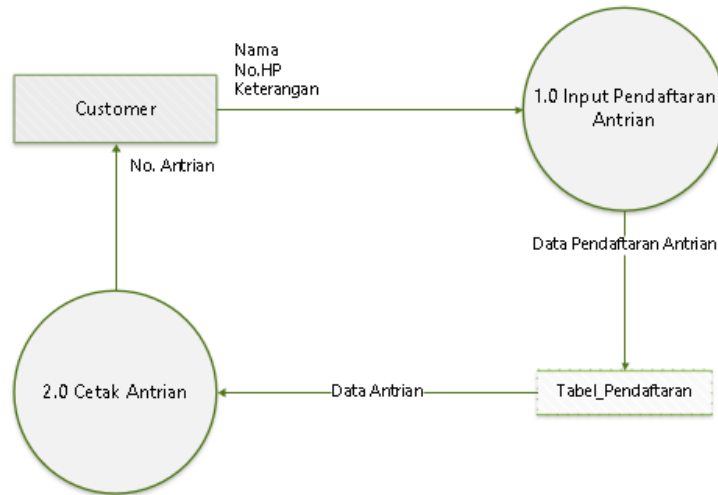 Nama
No.HP
Keterangan
Customer
1.0 Input Pendaftaran
Antrian
No. Antrian
Data Pendaftaran Antrian
2.0 Cetak Antrian
Data Antrian
Tabel_Pendaftaran